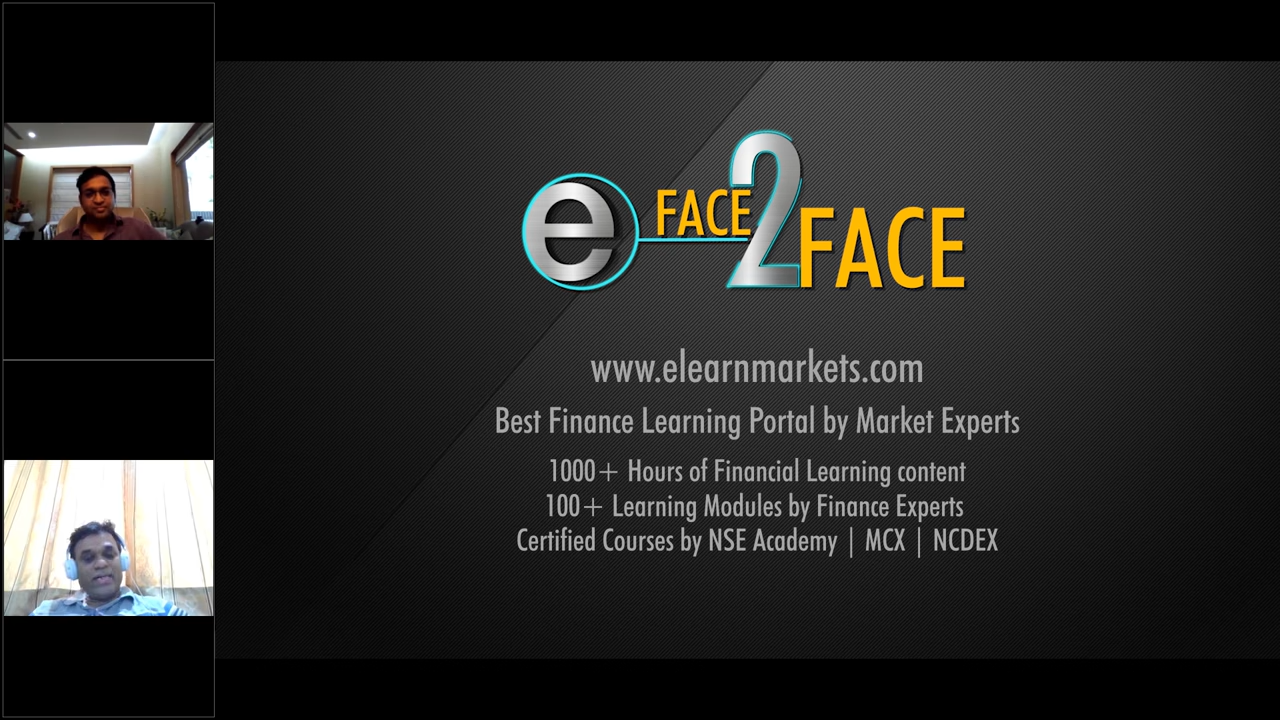 e FACE 2 FACE
www.elearnmarkets.com
Best Finance Learning Portal by Market Experts
1000+ Hours of Financial Learning content
100+ Learning Modules by Finance Experts
Certified Courses by NSE Academy | MCX | NCDEX